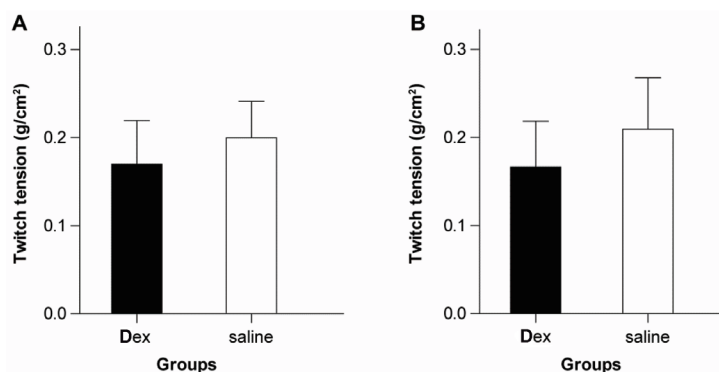 A
Twitch tension (g/cm²)
0.3
0.2
0.1
0.0
Dex
saline
Groups
B
Twitch tension (g/cm²)
0.3
0.2
0.1
0.0
Dex
saline
Groups